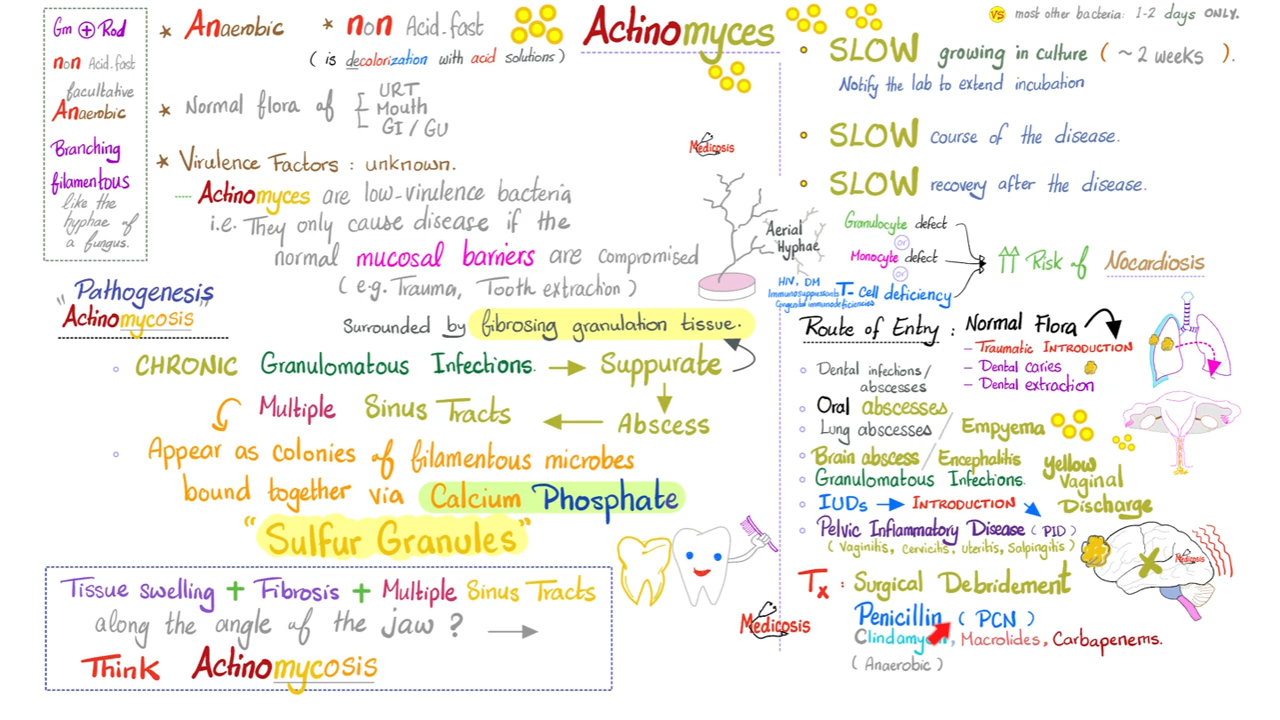 Actinomyces
Gm + Rod
non Acid-fast
facultative
Anaerobic
Branching
filamentous
like the
hyphae of
a fungus.
* Anaerobic * non Acid-fast
( is decolorization with acid solutions )
* Normal flora of
URT
Mouth
GI / GU
* Virulence Factors : unknown.
Actinomyces are low-virulence bacteria
i.e. They only cause disease if the
normal mucosal barriers are compromised
( e.g. Trauma, Tooth extraction )
"Pathogenesis"
Actinomycosis
Surrounded by fibrosing granulation tissue.
CHRONIC Granulomatous Infections. → Suppurate
Multiple Sinus Tracts ← Abscess
Appear as colonies of filamentous microbes
bound together via Calcium Phosphate
"Sulfur Granules"
Tissue swelling + Fibrosis + Multiple Sinus Tracts
along the angle of the jaw ? →
Think Actinomycosis
Medicosis
Aerial
Hyphae
Medicosis
VS most other bacteria: 1-2 days ONLY.
SLOW growing in culture ( ~ 2 weeks ).
Notify the lab to extend incubation
SLOW course of the disease.
SLOW recovery after the disease.
Granulocyte defect
or
Monocyte defect
or
T-cell deficiency
HIV, DM
Immunosuppressants
Congenital immunodeficiencies
↑↑ Risk of Nocardiosis
Route of Entry : Normal Flora
- Traumatic INTRODUCTION
- Dental caries
- Dental extraction
Dental infections/
abscesses
Oral abscesses
Lung abscesses / Empyema
Brain abscess / Encephalitis
Granulomatous Infections.
IUDs → INTRODUCTION
yellow
Vaginal
Discharge
Pelvic Inflammatory Disease ( PID )
( Vaginitis, Cervicitis, uteritis, Salpingitis )
Medicosis
Tx : Surgical Debridement
Penicillin ( PCN )
, Macrolides, Carbapenems.
( Anaerobic )